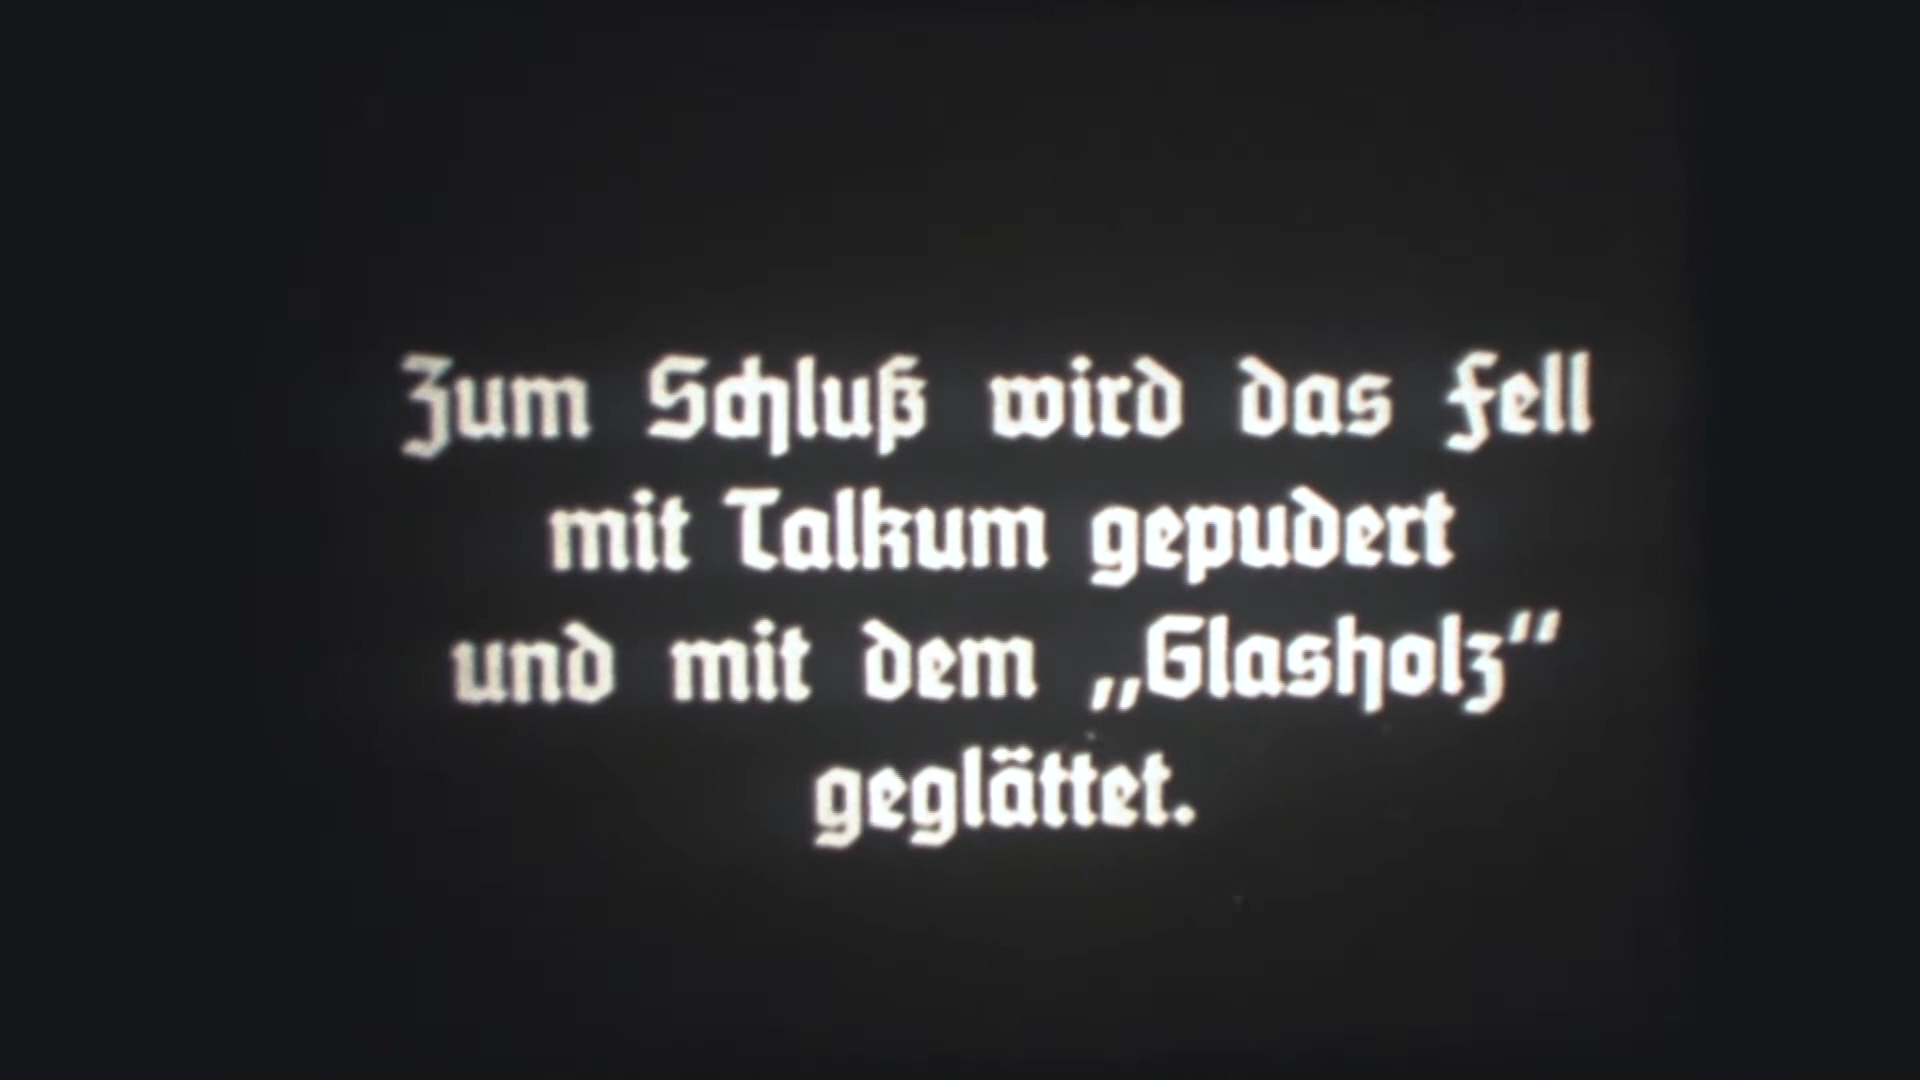 Zum Schluß wird das Fell
mit Talkum gepudert
und mit dem „Glasholz“
geglättet.